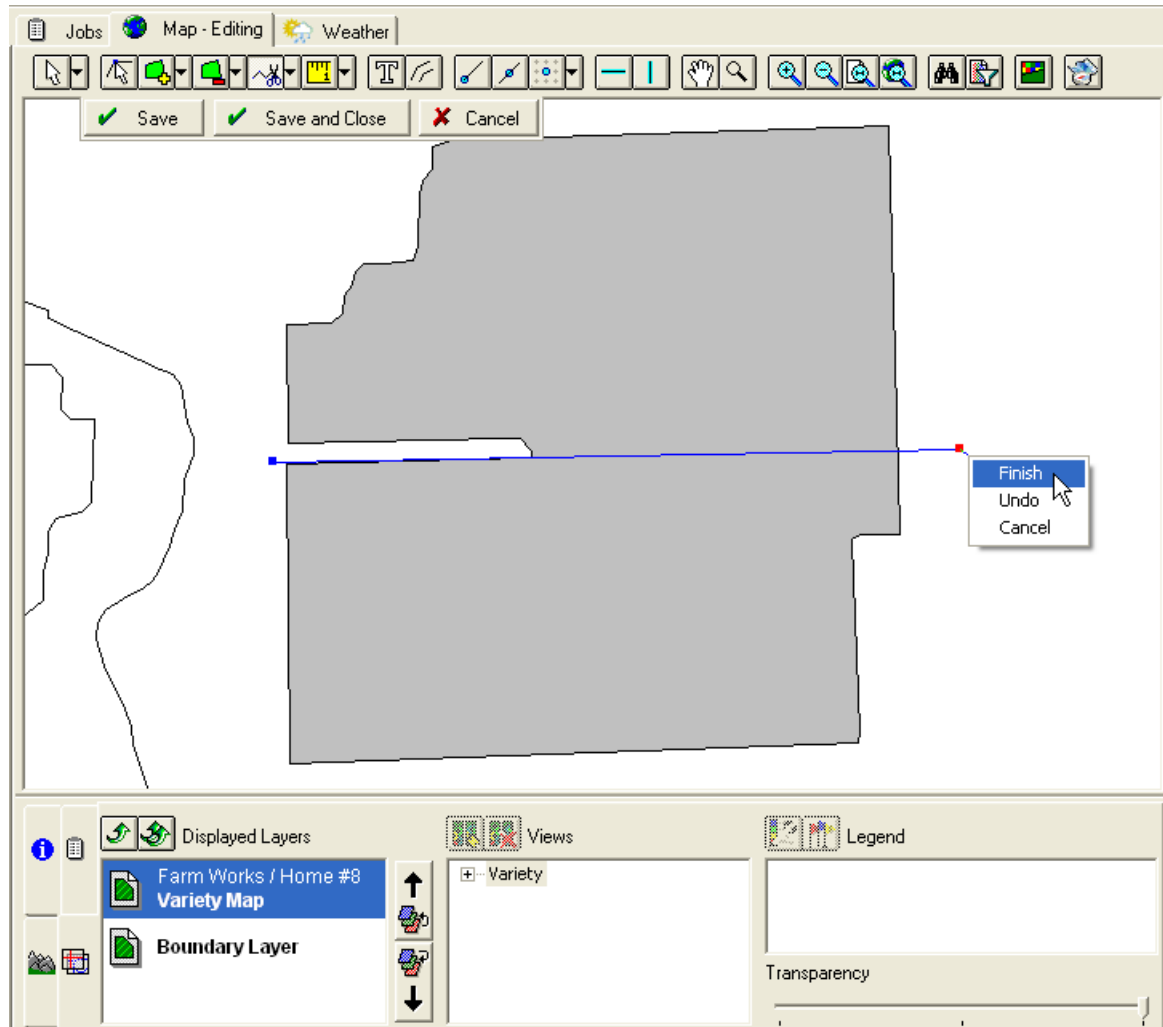 Jobs
Map - Editing
Weather
Save
Save and Close
Cancel
Finish
Undo
Cancel
Displayed Layers
Views
Legend
Farm Works / Home #8
Variety Map
Boundary Layer
Variety
Transparency